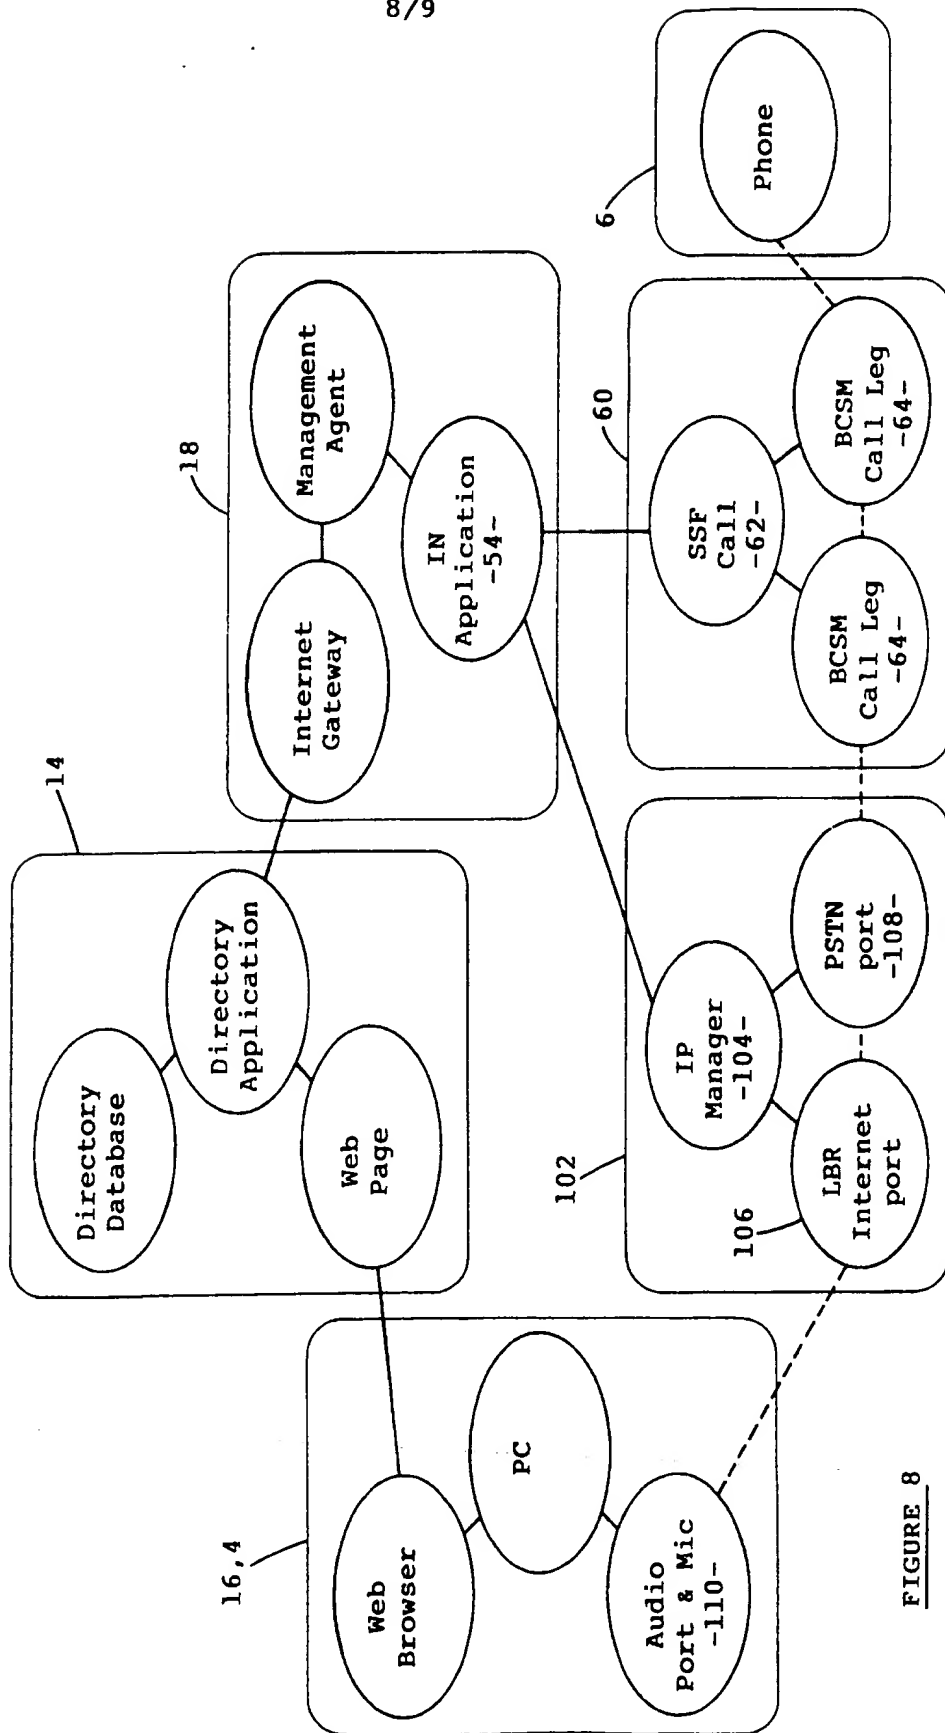 8/9
14
Directory
Database
Directory
Application
Web
Page
18
Internet
Gateway
Management
Agent
IN
Application
-54-
16,4
Web
Browser
PC
Audio
Port & Mic
-110-
102
IP
Manager
-104-
106
LBR
Internet
port
PSTN
port
-108-
60
SSF
Call
-62-
BCSM
Call Leg
-64-
BCSM
Call Leg
-64-
6
Phone
FIGURE 8